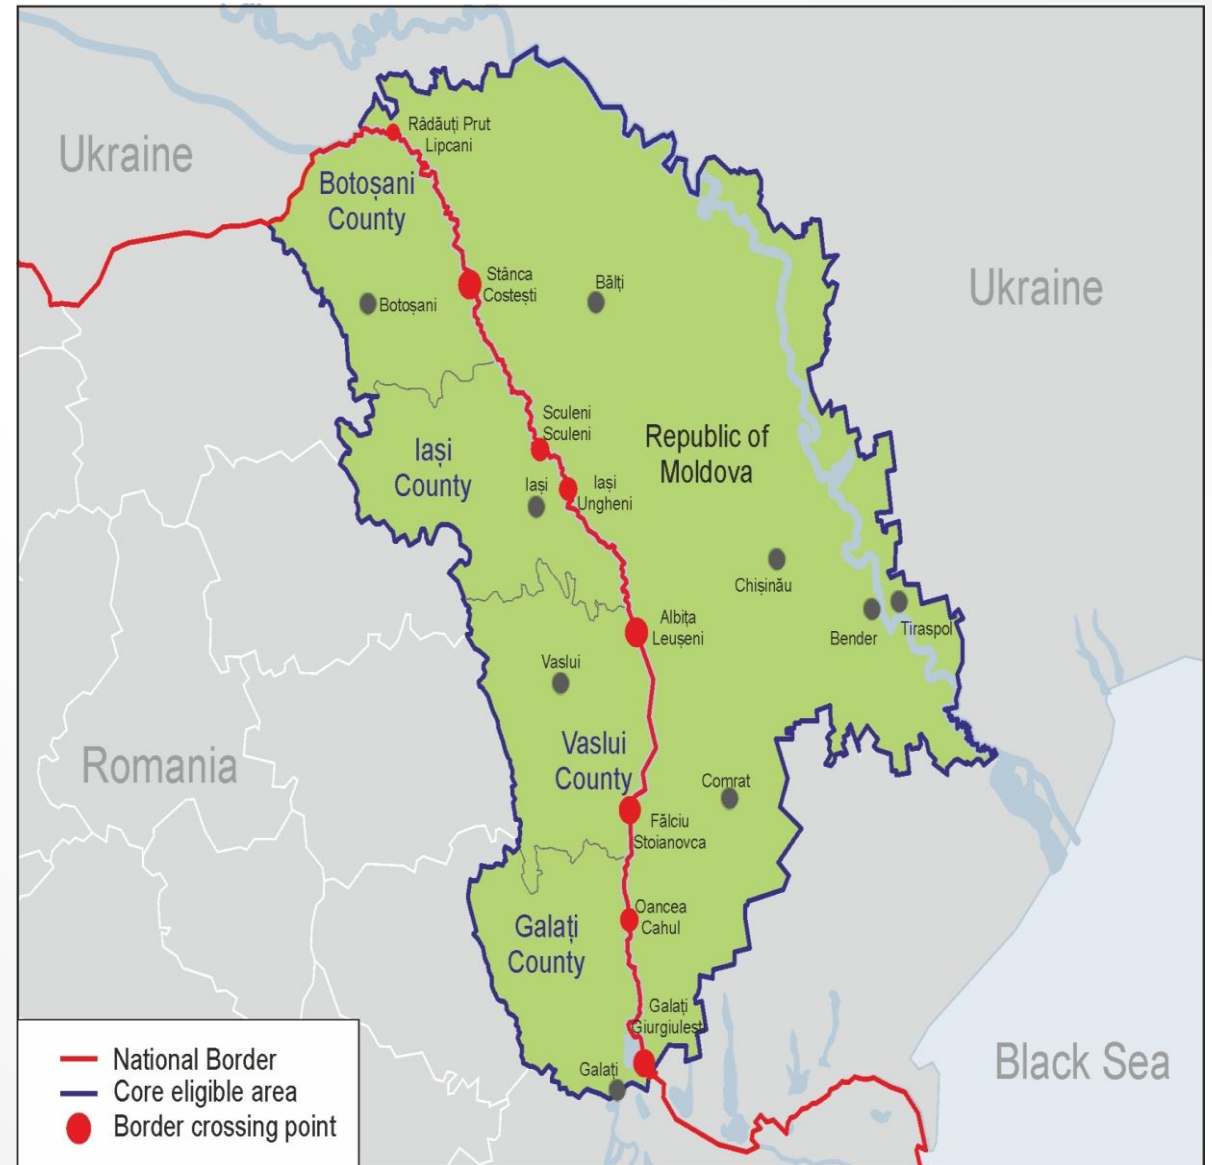 Ukraine
Rădăuți Prut
Lipcani
Botoșani
County
Stânca
Costești
Bălți
Ukraine
Botoșani
Sculeni
Sculeni
Republic of
Moldova
Iași
County
Iași
Iași
Ungheni
Chișinău
Albița
Leușeni
Bender
Tiraspol
Vaslui
Vaslui
County
Romania
Comrat
Fălciu
Stoianovca
Oancea
Cahul
Galați
County
Galați
Giurgiulești
Galați
Black Sea
National Border
Core eligible area
Border crossing point